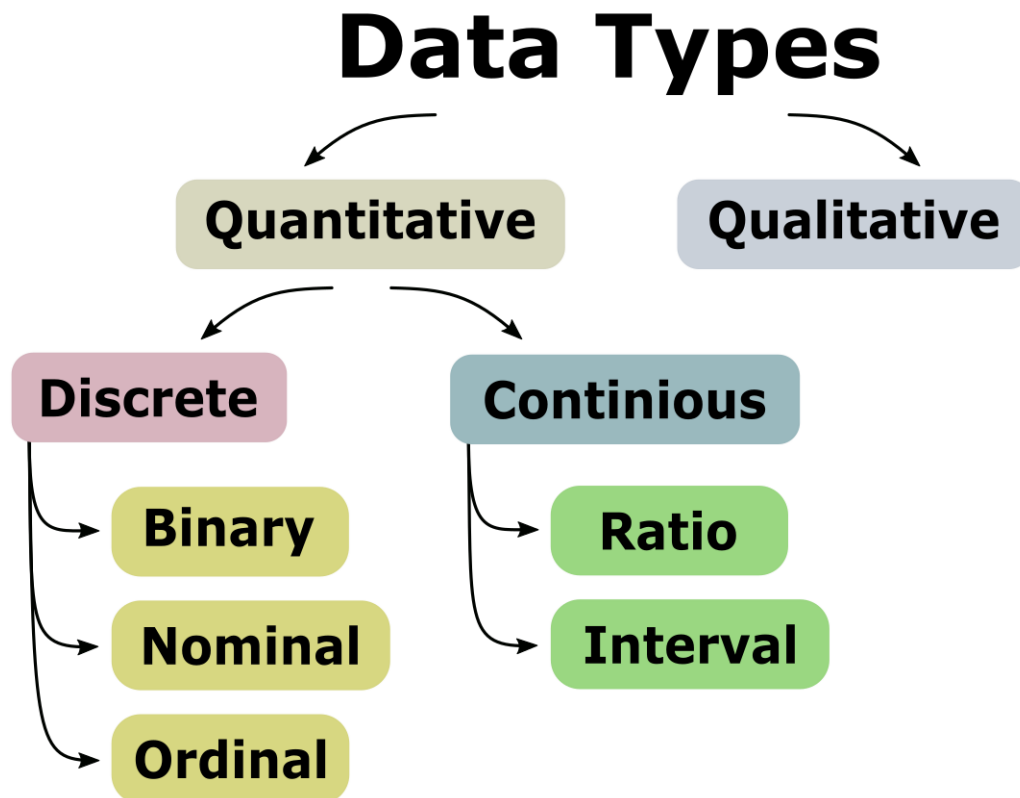 Data Types
Quantitative
Qualitative
Discrete
Continious
Binary
Ratio
Nominal
Interval
Ordinal